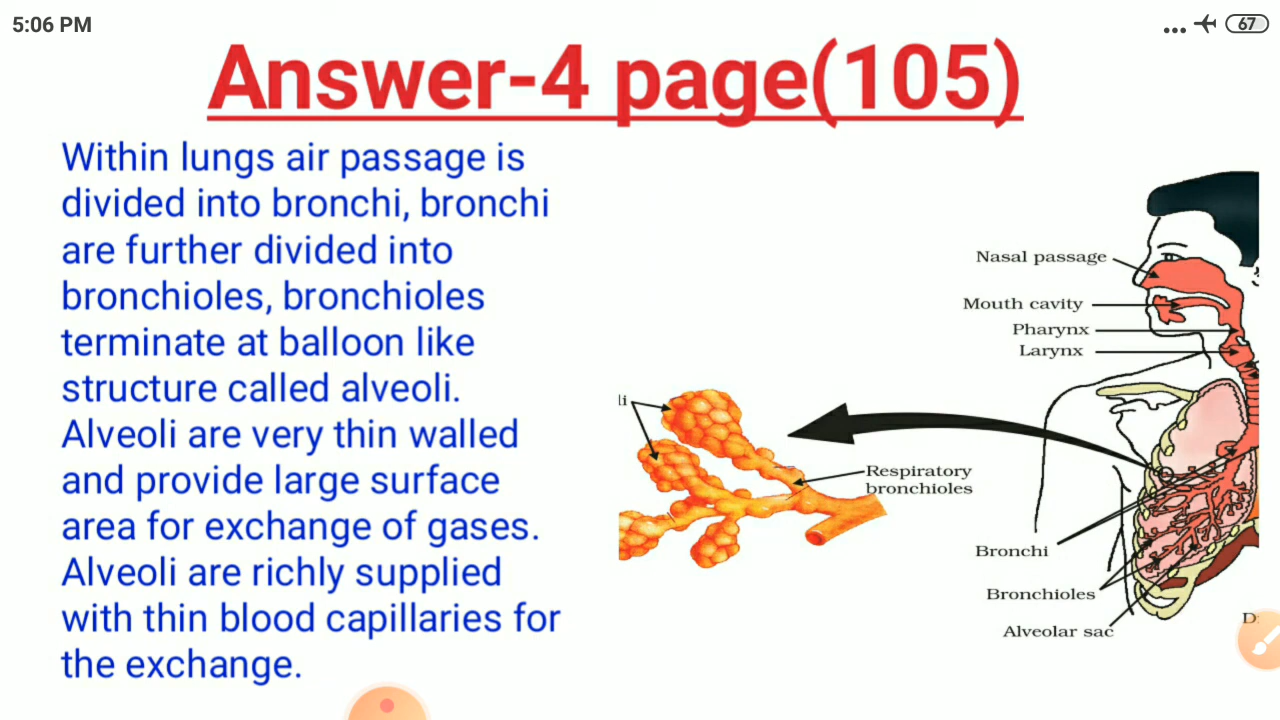 5:06 PM
67
Answer-4 page(105)
Within lungs air passage is
divided into bronchi, bronchi
are further divided into
bronchioles, bronchioles
terminate at balloon like
structure called alveoli.
Alveoli are very thin walled
and provide large surface
area for exchange of gases.
Alveoli are richly supplied
with thin blood capillaries for
the exchange.
Nasal passage
Mouth cavity
Pharynx
Larynx
li
Respiratory
bronchioles
Bronchi
Bronchioles
Alveolar sac
D